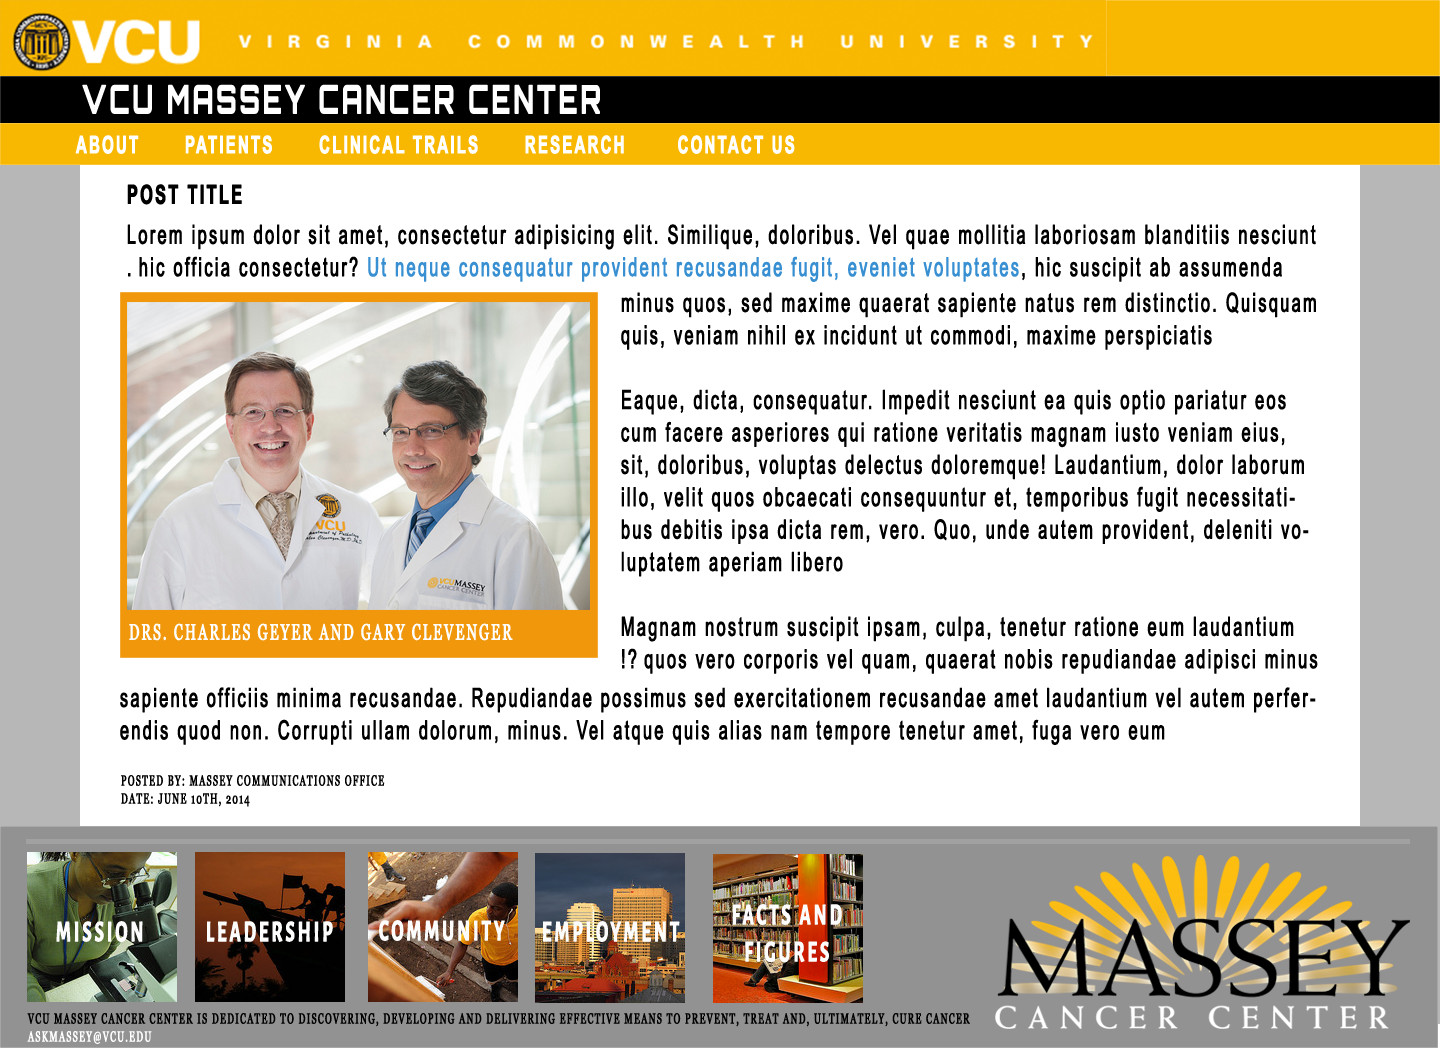 VCU VIRGINIA COMMONWEALTH UNIVERSITY
VCU MASSEY CANCER CENTER
ABOUT PATIENTS CLINICAL TRAILS RESEARCH CONTACT US
POST TITLE
Lorem ipsum dolor sit amet, consectetur adipisicing elit. Similique, doloribus. Vel quae mollitia laboriosam blanditiis nesciunt
. hic officia consectetur? Ut neque consequatur provident recusandae fugit, eveniet voluptates, hic suscipit ab assumenda
minus quos, sed maxime quaerat sapiente natus rem distinctio. Quisquam
quis, veniam nihil ex incidunt ut commodi, maxime perspiciatis
Eaque, dicta, consequatur. Impedit nesciunt ea quis optio pariatur eos
cum facere asperiores qui ratione veritatis magnam iusto veniam eius,
sit, doloribus, voluptas delectus doloremque! Laudantium, dolor laborum
illo, velit quos obcaecati consequuntur et, temporibus fugit necessitati-
bus debitis ipsa dicta rem, vero. Quo, unde autem provident, deleniti vo-
luptatem aperiam libero
VCU
VCU MASSEY
CANCER CENTER
DRS. CHARLES GEYER AND GARY CLEVENGER
Magnam nostrum suscipit ipsam, culpa, tenetur ratione eum laudantium
!? quos vero corporis vel quam, quaerat nobis repudiandae adipisci minus
sapiente officiis minima recusandae. Repudiandae possimus sed exercitationem recusandae amet laudantium vel autem perfer-
endis quod non. Corrupti ullam dolorum, minus. Vel atque quis alias nam tempore tenetur amet, fuga vero eum
POSTED BY: MASSEY COMMUNICATIONS OFFICE
DATE: JUNE 10TH, 2014
MISSION
LEADERSHIP
COMMUNITY
EMPLOYMENT
FACTS AND
FIGURES
MASSEY
CANCER CENTER
VCU MASSEY CANCER CENTER IS DEDICATED TO DISCOVERING, DEVELOPING AND DELIVERING EFFECTIVE MEANS TO PREVENT, TREAT AND, ULTIMATELY, CURE CANCER
ASKMASSEY@VCU.EDU